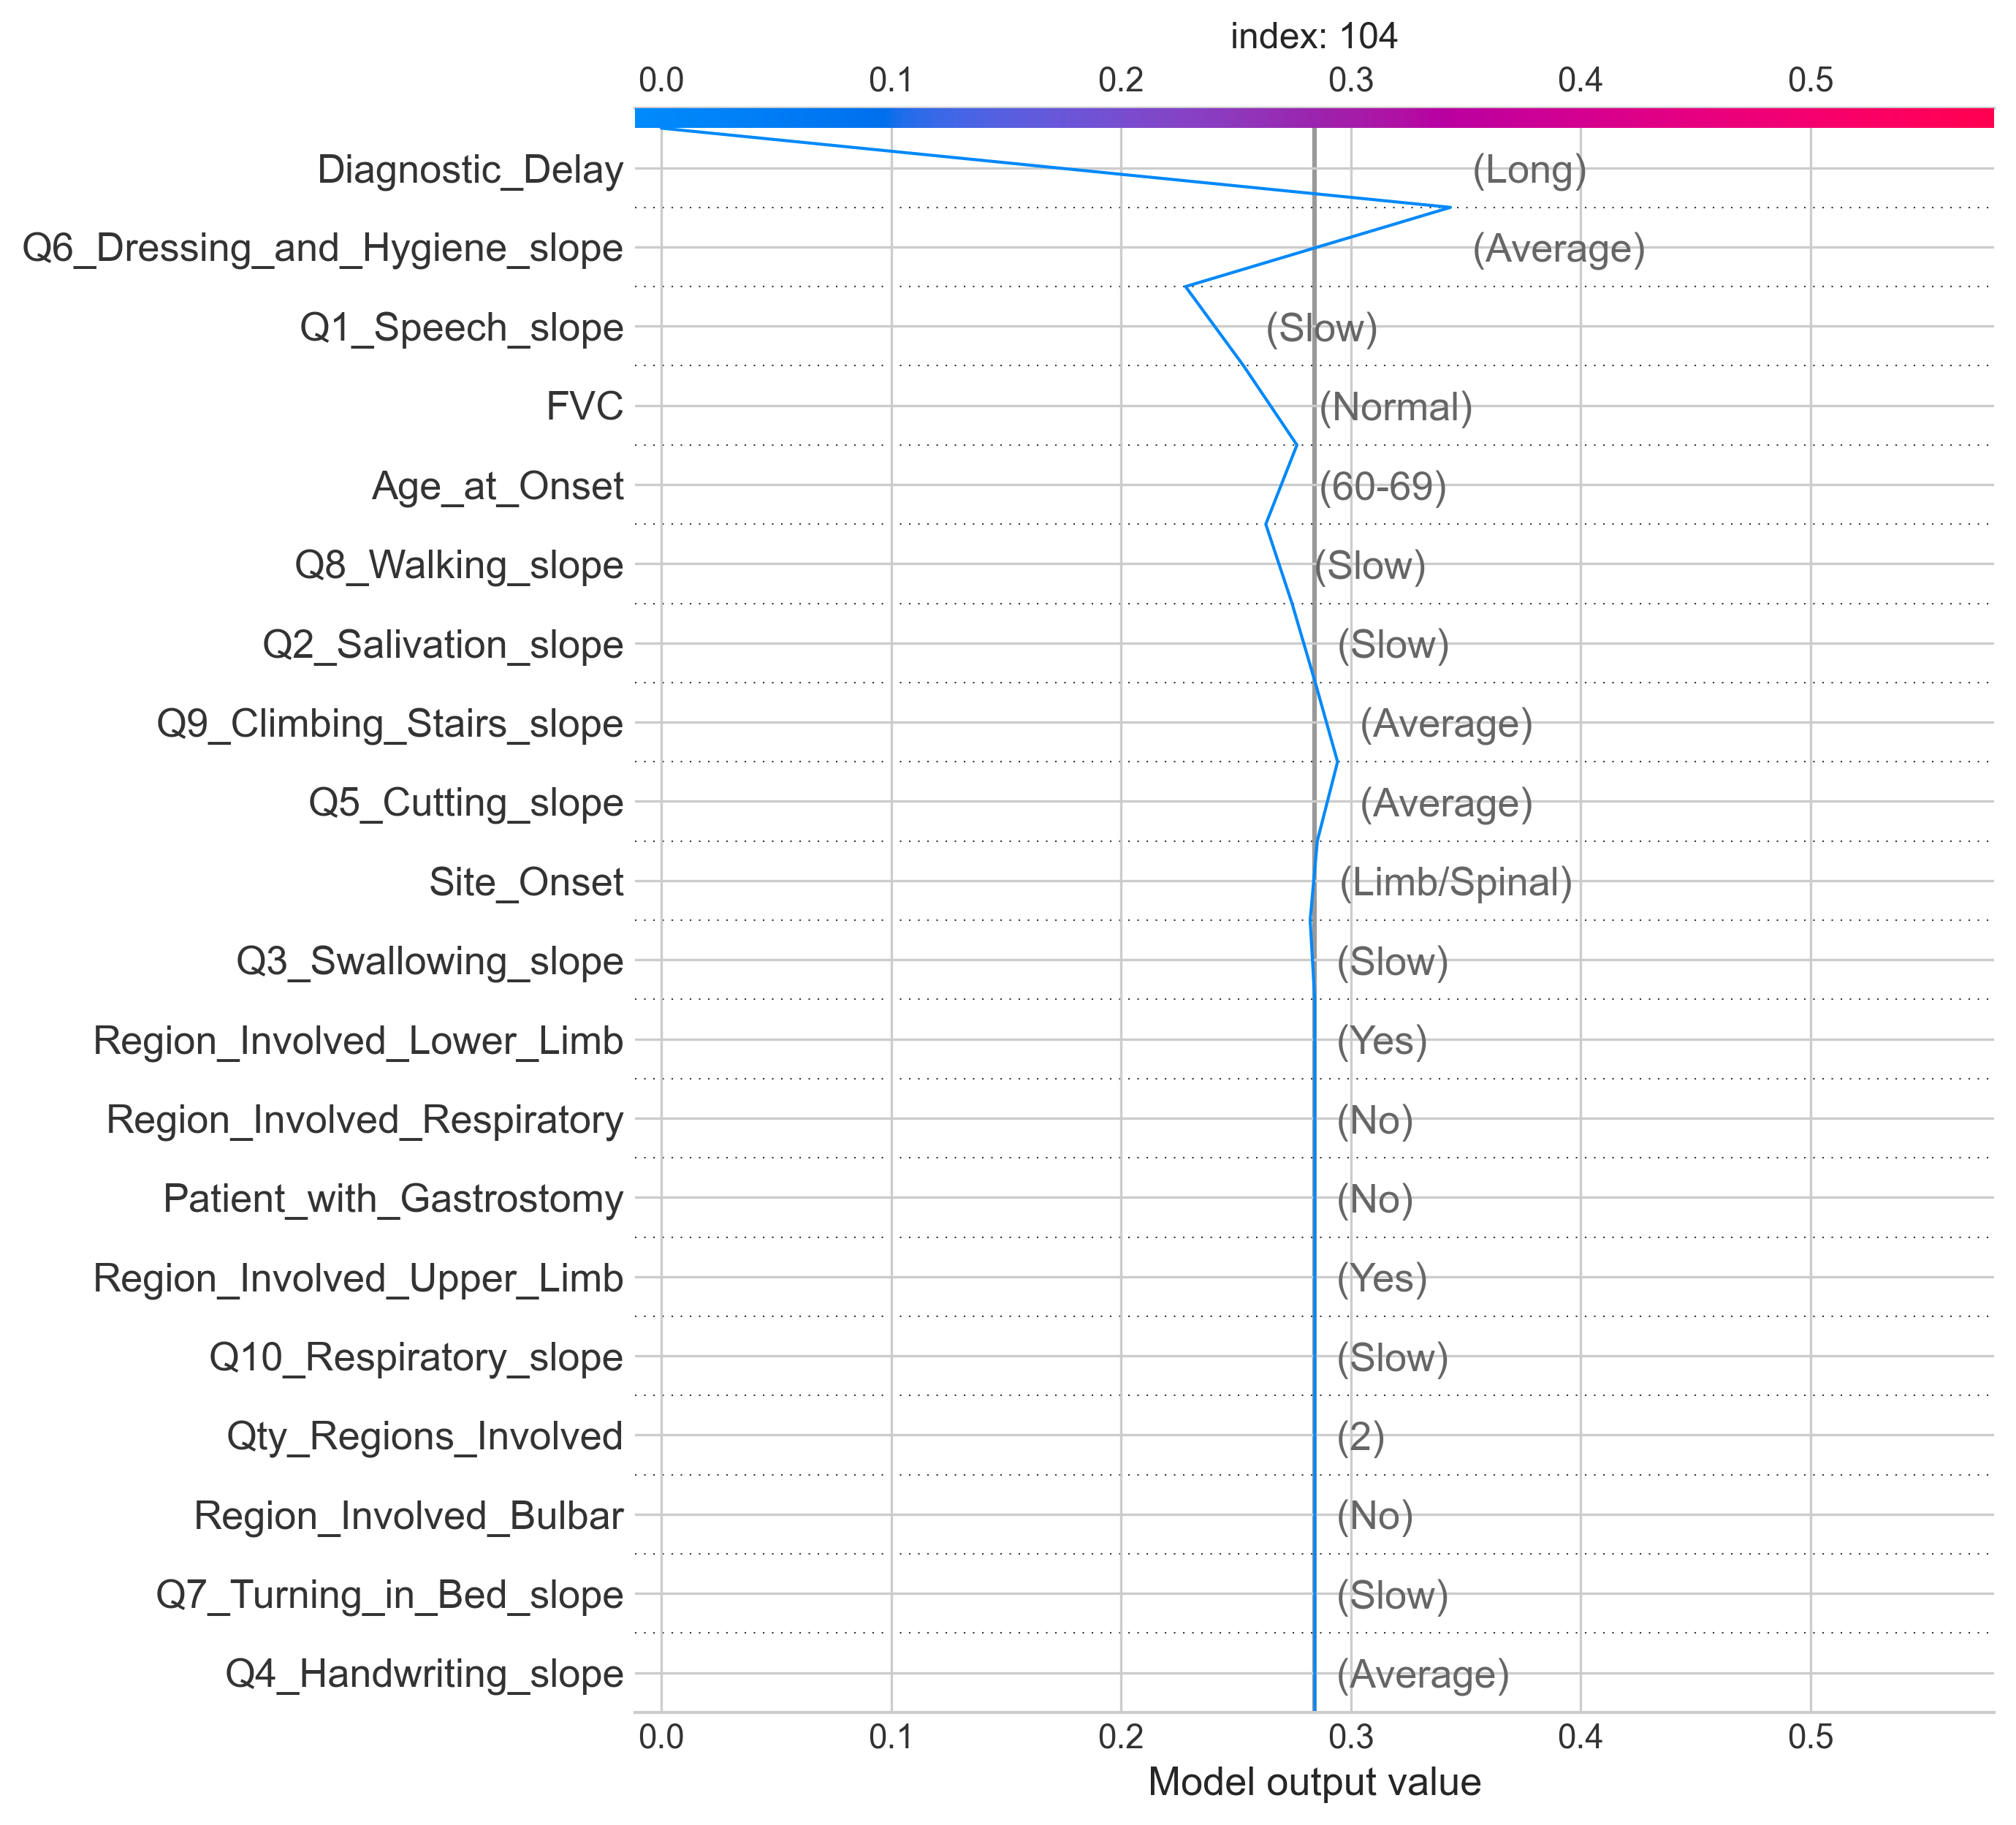 index: 104
0.0 0.1 0.2 0.3 0.4 0.5
Diagnostic_Delay (Long)
Q6_Dressing_and_Hygiene_slope (Average)
Q1_Speech_slope (Slow)
FVC (Normal)
Age_at_Onset (60-69)
Q8_Walking_slope (Slow)
Q2_Salivation_slope (Slow)
Q9_Climbing_Stairs_slope (Average)
Q5_Cutting_slope (Average)
Site_Onset (Limb/Spinal)
Q3_Swallowing_slope (Slow)
Region_Involved_Lower_Limb (Yes)
Region_Involved_Respiratory (No)
Patient_with_Gastrostomy (No)
Region_Involved_Upper_Limb (Yes)
Q10_Respiratory_slope (Slow)
Qty_Regions_Involved (2)
Region_Involved_Bulbar (No)
Q7_Turning_in_Bed_slope (Slow)
Q4_Handwriting_slope (Average)
0.0 0.1 0.2 0.3 0.4 0.5
Model output value